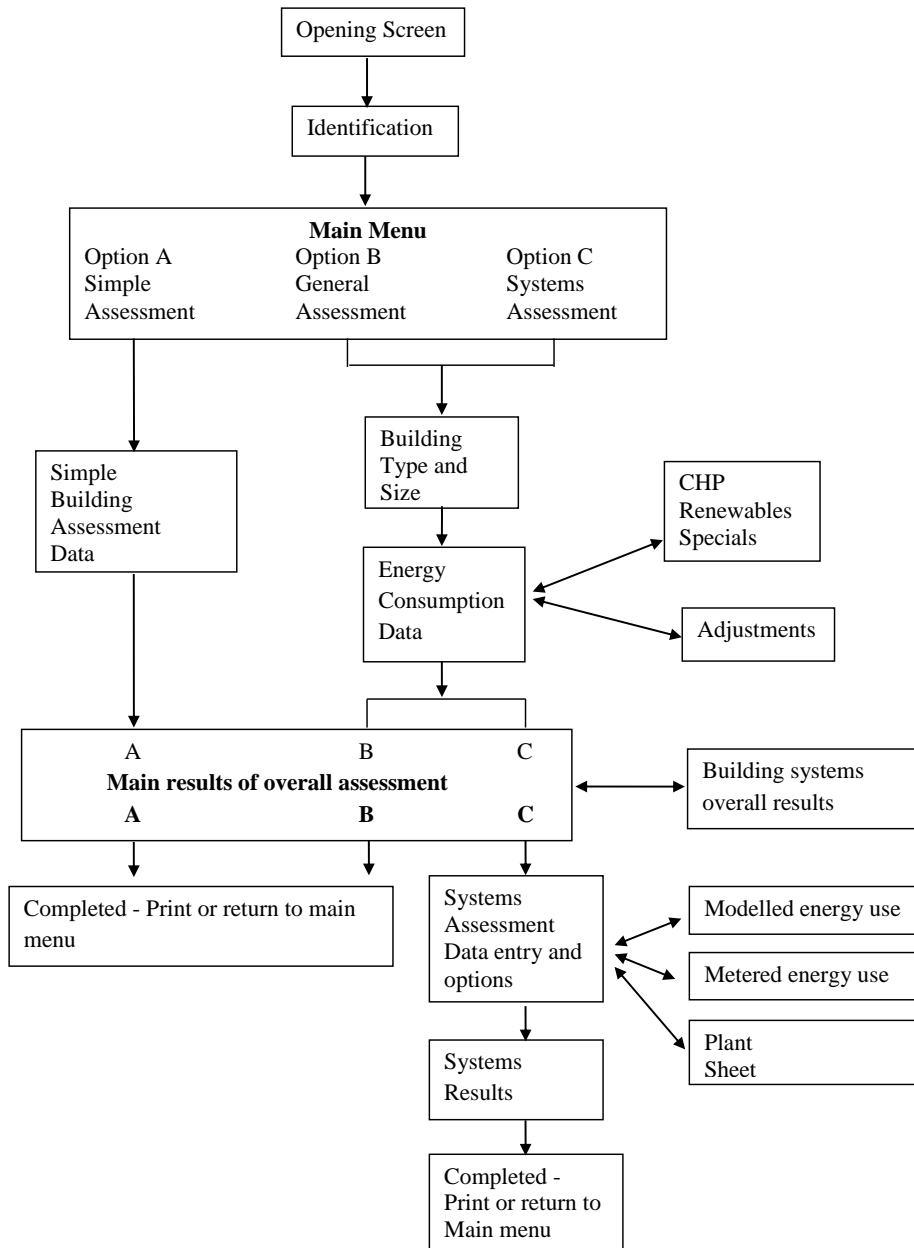 Opening Screen
Identification
Main Menu
Option A
Simple
Assessment
Option B
General
Assessment
Option C
Systems
Assessment
Simple
Building
Assessment
Data
Building
Type and
Size
CHP
Renewables
Specials
Energy
Consumption
Data
Adjustments
A B C
Main results of overall assessment
A B C
Building systems
overall results
Completed - Print or return to main
menu
Systems
Assessment
Data entry and
options
Modelled energy use
Metered energy use
Plant
Sheet
Systems
Results
Completed -
Print or return to
Main menu